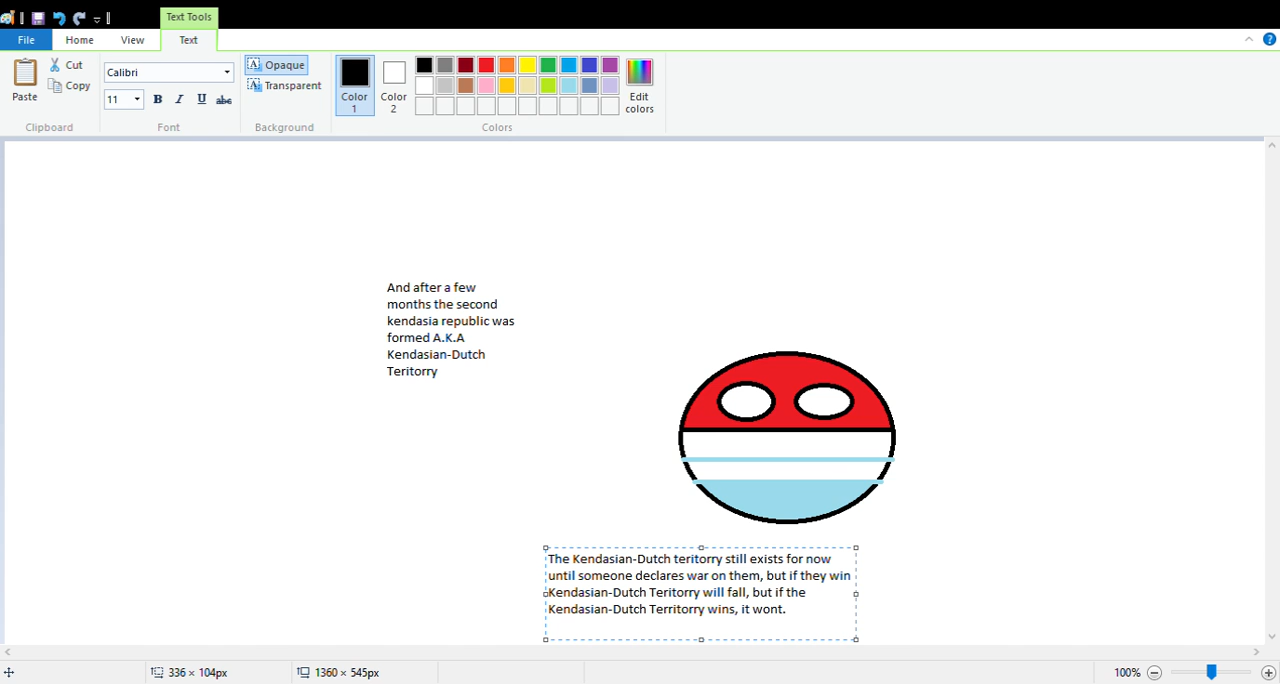 Text Tools
File
Home
View
Text
Paste
Cut
Copy
Clipboard
Calibri
11
B
I
U
abc
Font
Opaque
Transparent
Background
Color
1
Color
2
Edit
colors
Colors
And after a few
months the second
kendasia republic was
formed A.K.A
Kendasian-Dutch
Teritorry
The Kendasian-Dutch teritorry still exists for now
until someone declares war on them, but if they win
Kendasian-Dutch Teritorry will fall, but if the
Kendasian-Dutch Territorry wins, it wont.
336 × 104px
1360 × 545px
100%